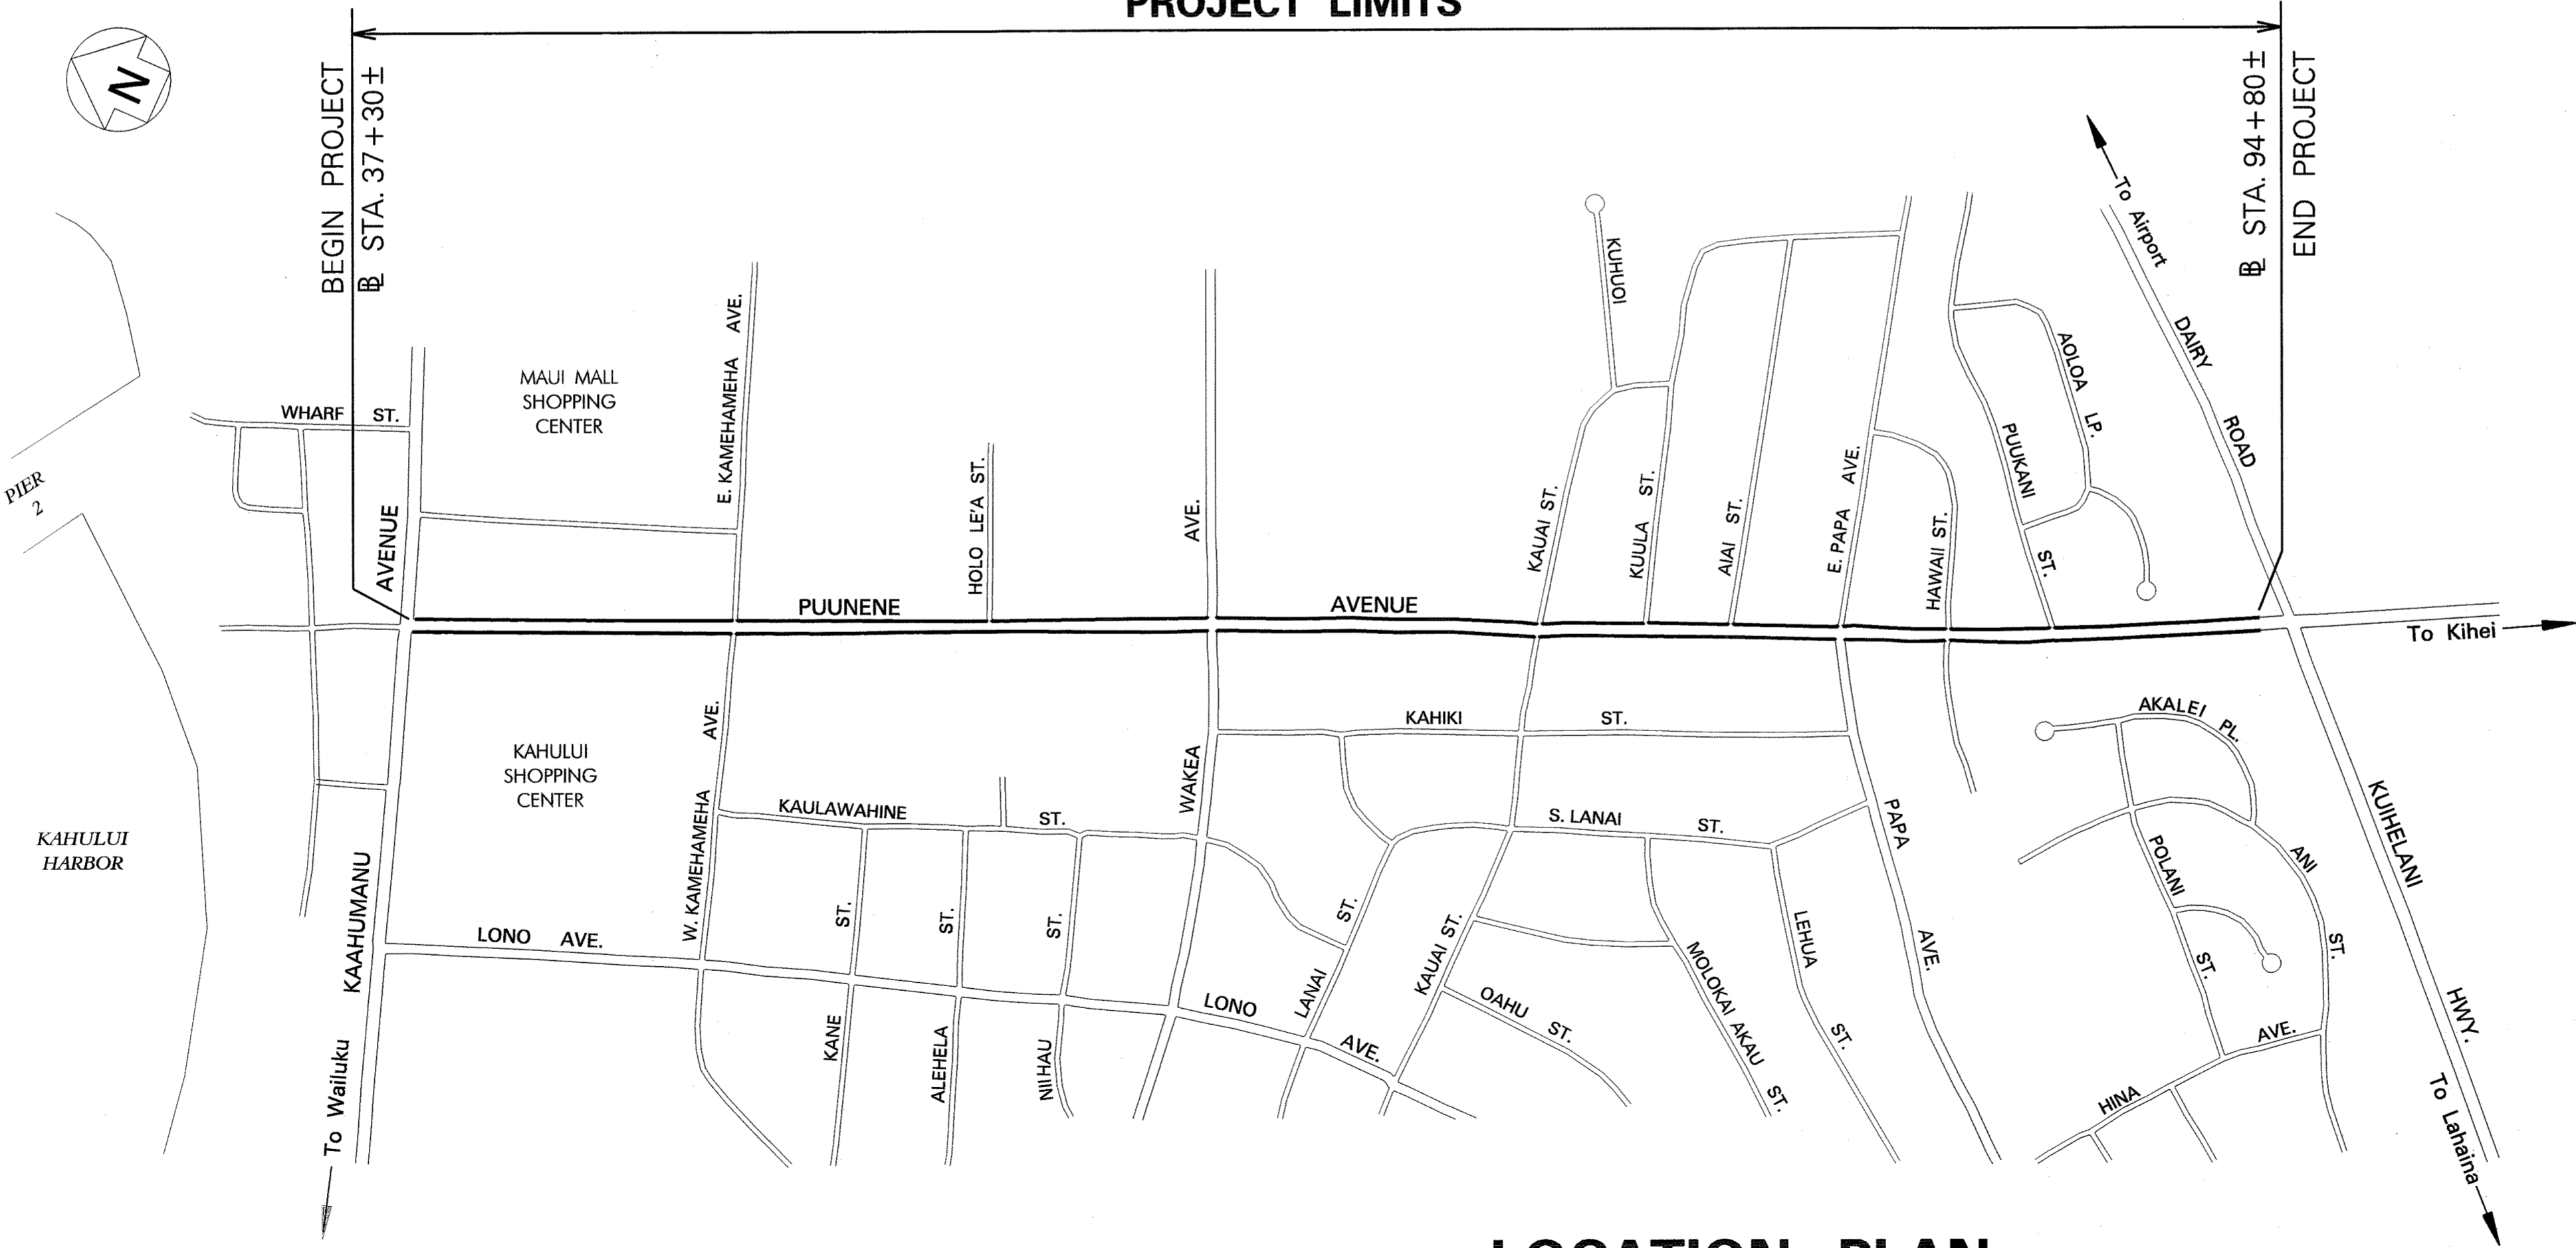 PROJECT LIMITS
N
BEGIN PROJECT
BL STA. 37+30±
BL STA. 94+80±
END PROJECT
To Airport
DAIRY ROAD
KUHUOI
AOLOA LP.
PUUKANI ST.
MAUI MALL
SHOPPING
CENTER
E. KAMEHAMEHA AVE.
WHARF ST.
PIER
2
AVENUE
HOLO LE'A ST.
AVE.
KAUAI ST.
KUULA ST.
AIAI ST.
E. PAPA AVE.
HAWAII ST.
PUUNENE AVENUE
To Kihei
KAHULUI
SHOPPING
CENTER
W. KAMEHAMEHA AVE.
KAHIKI ST.
AKALEI PL.
WAKEA
KAULAWAHINE ST.
S. LANAI ST.
PAPA AVE.
KUIHELANI HWY.
KAHULUI
HARBOR
KAAHUMANU
POLANI ST.
ANI ST.
LONO AVE.
KANE ST.
ALEHELA ST.
NIIHAU ST.
LANAI ST.
KAUAI ST.
LONO AVE.
OAHU ST.
MOLOKAI AKAU ST.
LEHUA ST.
HINA AVE.
To Wailuku
To Lahaina
LOCATION PLAN